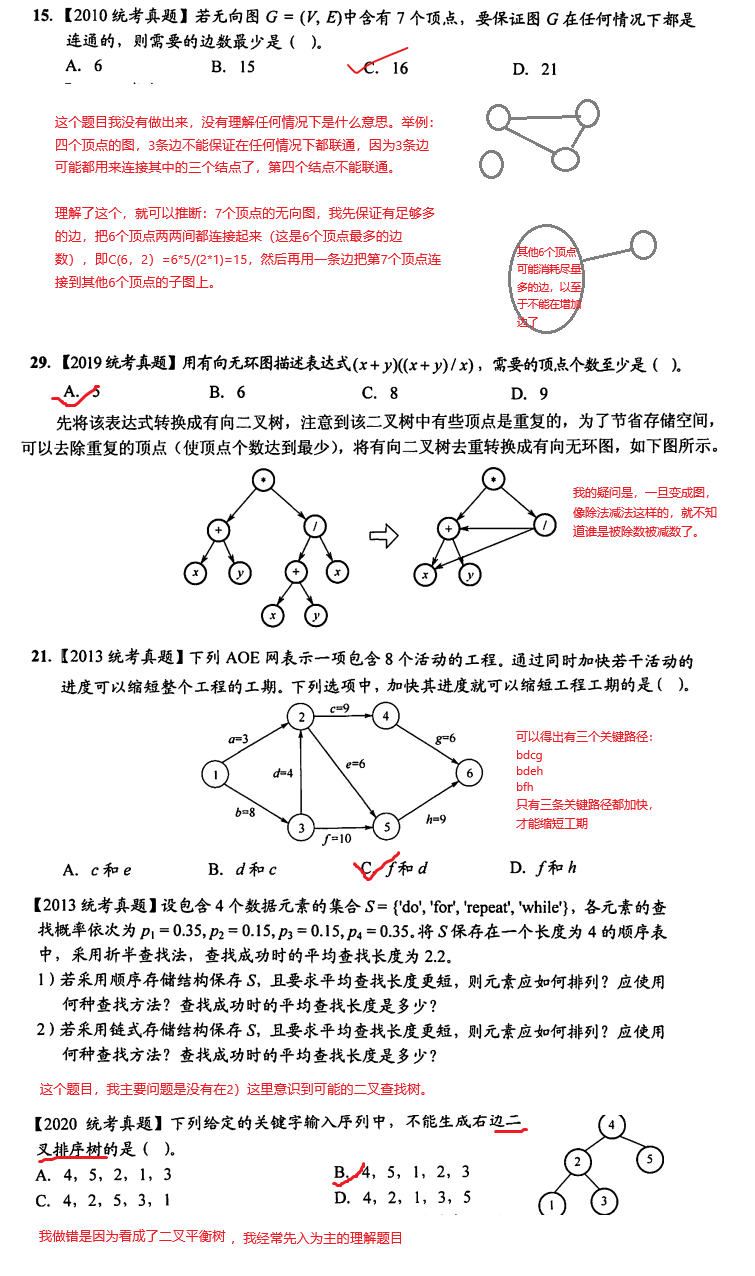 15. 【2010 统考真题】若无向图 G = (V, E)中含有 7 个顶点，要保证图 G 在任何情况下都是
连通的，则需要的边数最少是（ ）。
A. 6 B. 15 C. 16 D. 21
这个题目我没有做出来，没有理解任何情况下是什么意思。举例：
四个顶点的图，3条边不能保证在任何情况下都联通，因为3条边
可能都用来连接其中的三个结点了，第四个结点不能联通。
理解了这个，就可以推断：7个顶点的无向图，我先保证有足够多
的边，把6个顶点两两间都连接起来（这是6个顶点最多的边
数），即C(6，2）=6*5/(2*1)=15，然后再用一条边把第7个顶点连
接到其他6个顶点的子图上。
其他6个顶点
可能消耗尽量
多的边，以至
于不能在增加
边了
29. 【2019 统考真题】用有向无环图描述表达式(x + y)((x + y) / x)，需要的顶点个数至少是（ ）。
A. 5 B. 6 C. 8 D. 9
先将该表达式转换成有向二叉树，注意到该二叉树中有些顶点是重复的，为了节省存储空间，
可以去除重复的顶点（使顶点个数达到最少），将有向二叉树去重转换成有向无环图，如下图所示。
* *
+ / + /
x y + x x y
x y
我的疑问是，一旦变成图，
像除法减法这样的，就不知
道谁是被除数被减数了。
21. 【2013 统考真题】下列 AOE 网表示一项包含 8 个活动的工程。通过同时加快若干活动的
进度可以缩短整个工程的工期。下列选项中，加快其进度就可以缩短工程工期的是（ ）。
2 c=9 4
a=3 g=6
1 d=4 e=6 6
b=8 h=9
3 f=10 5
可以得出有三个关键路径：
bdcg
bdeh
bfh
只有三条关键路径都加快，
才能缩短工期
A. c 和 e B. d 和 c C. f 和 d D. f 和 h
【2013 统考真题】设包含 4 个数据元素的集合 S = {'do', 'for', 'repeat', 'while'}，各元素的查
找概率依次为 p1 = 0.35, p2 = 0.15, p3 = 0.15, p4 = 0.35。将 S 保存在一个长度为 4 的顺序表
中，采用折半查找法，查找成功时的平均查找长度为 2.2。
1）若采用顺序存储结构保存 S，且要求平均查找长度更短，则元素应如何排列？应使用
何种查找方法？查找成功时的平均查找长度是多少？
2）若采用链式存储结构保存 S，且要求平均查找长度更短，则元素应如何排列？应使用
何种查找方法？查找成功时的平均查找长度是多少？
这个题目，我主要问题是没有在2）这里意识到可能的二叉查找树。
【2020 统考真题】下列给定的关键字输入序列中，不能生成右边二
叉排序树的是（ ）。
A. 4，5，2，1，3 B. 4，5，1，2，3
C. 4，2，5，3，1 D. 4，2，1，3，5
4
2 5
1 3
我做错是因为看成了二叉平衡树 ，我经常先入为主的理解题目